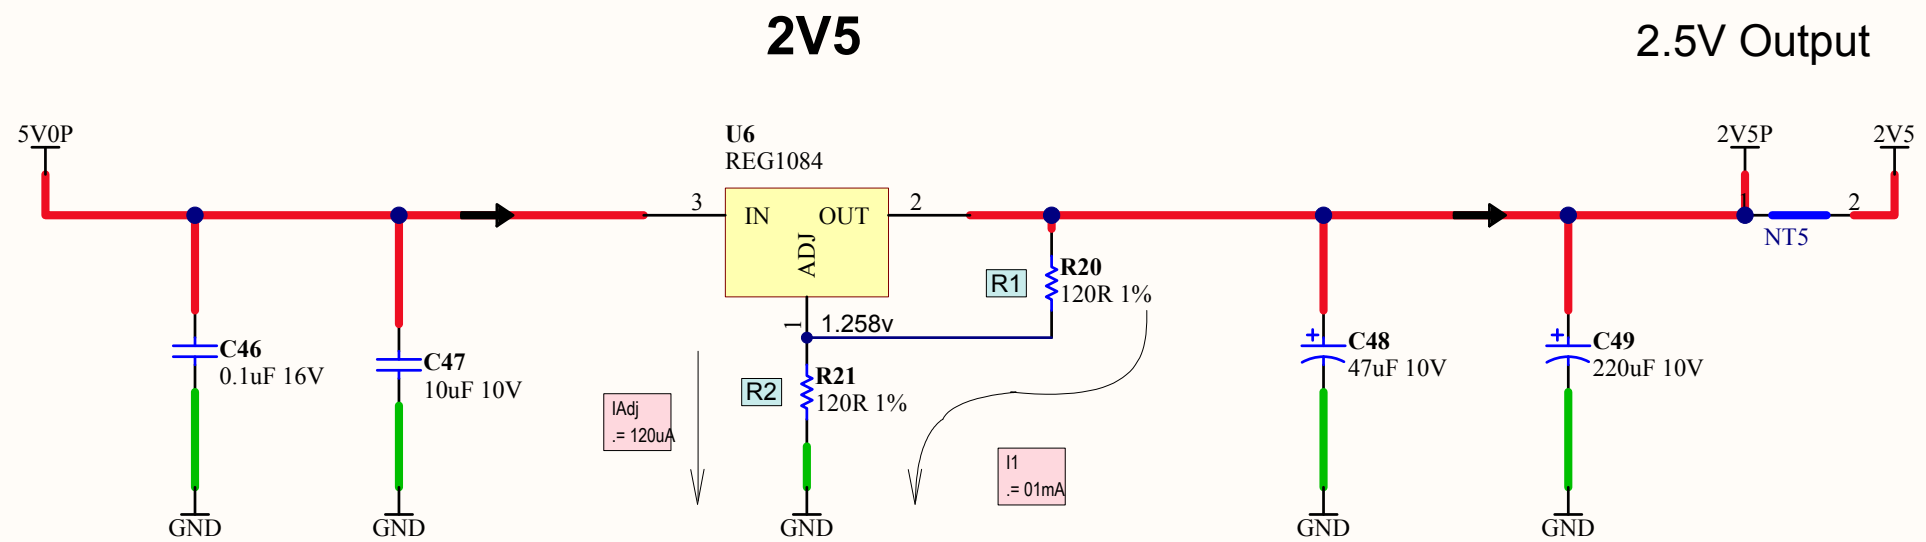 2V5
2.5V Output
5V0P
U6
REG1084
2V5P
2V5
3
IN
OUT
2
ADJ
1
1.258v
R1
R20
120R 1%
1
2
NT5
C46
0.1uF 16V
C47
10uF 10V
R2
R21
120R 1%
C48
47uF 10V
C49
220uF 10V
IAdj
.= 120uA
I1
.= 01mA
GND
GND
GND
GND
GND